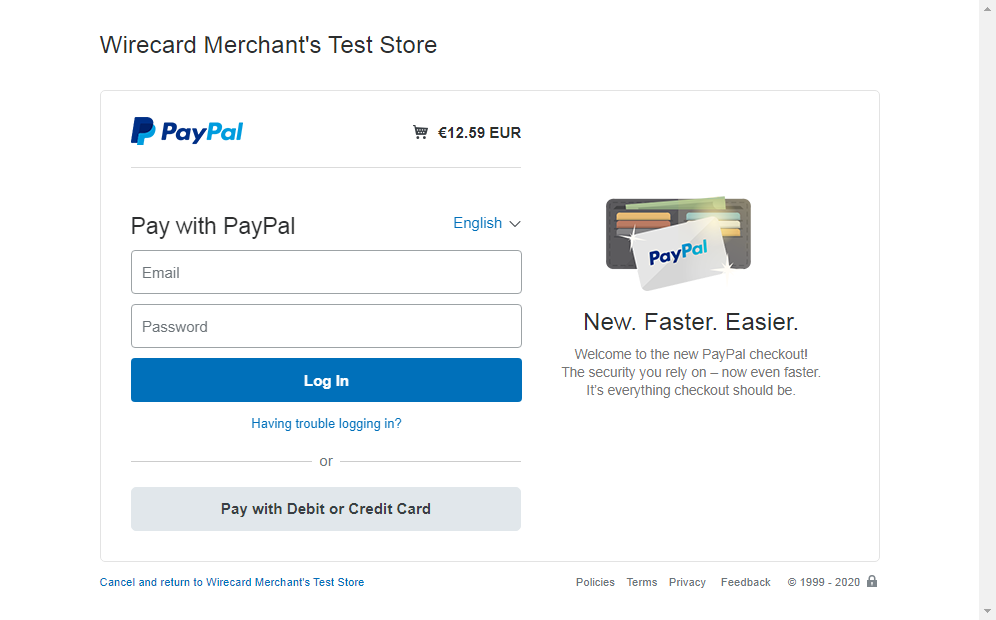 Wirecard Merchant's Test Store
PayPal
€12.59 EUR
Pay with PayPal
English
Email
Password
Log In
Having trouble logging in?
or
Pay with Debit or Credit Card
PayPal
New. Faster. Easier.
Welcome to the new PayPal checkout!
The security you rely on – now even faster.
It's everything checkout should be.
Cancel and return to Wirecard Merchant's Test Store
Policies Terms Privacy Feedback © 1999 - 2020